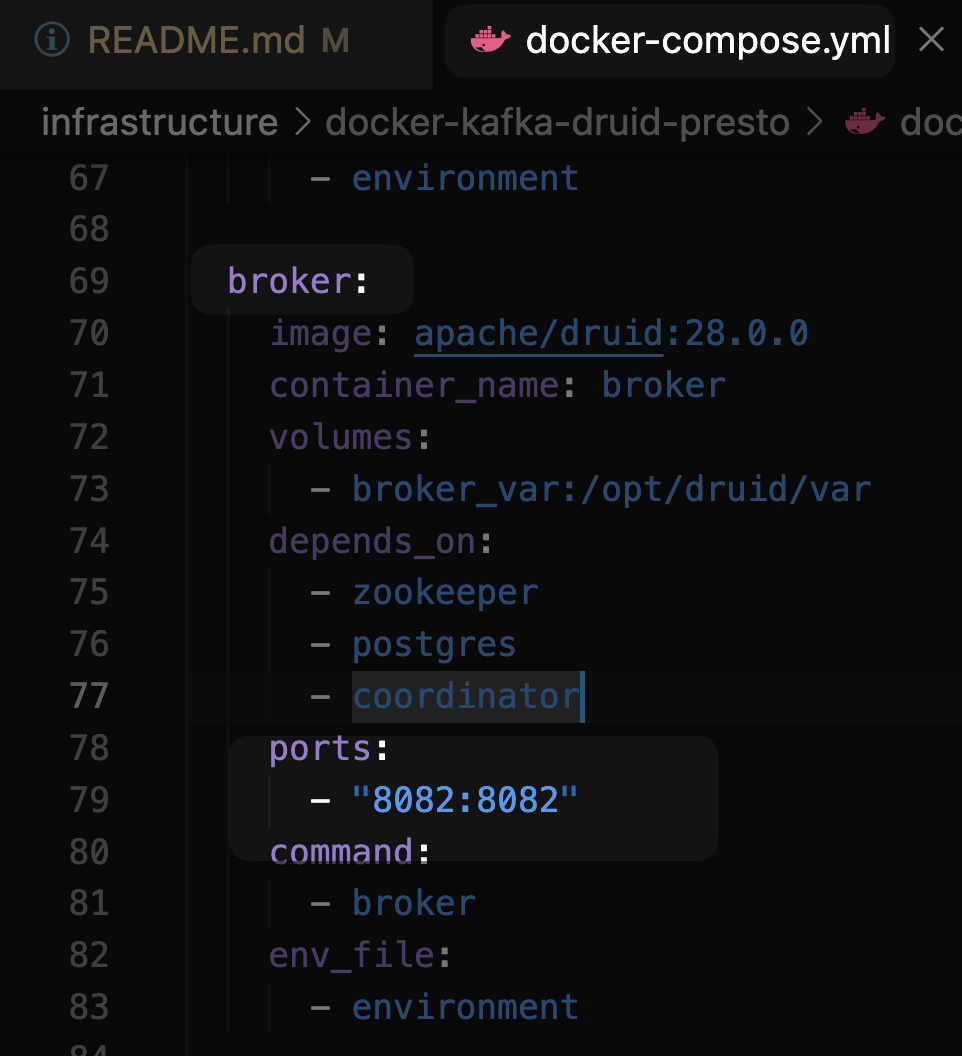 README.md M docker-compose.yml
infrastructure > docker-kafka-druid-presto >
67 - environment
68
69 broker:
70 image: apache/druid:28.0.0
71 container_name: broker
72 volumes:
73 - broker_var:/opt/druid/var
74 depends_on:
75 - zookeeper
76 - postgres
77 - coordinator
78 ports:
79 - "8082:8082"
80 command:
81 - broker
82 env_file:
83 - environment